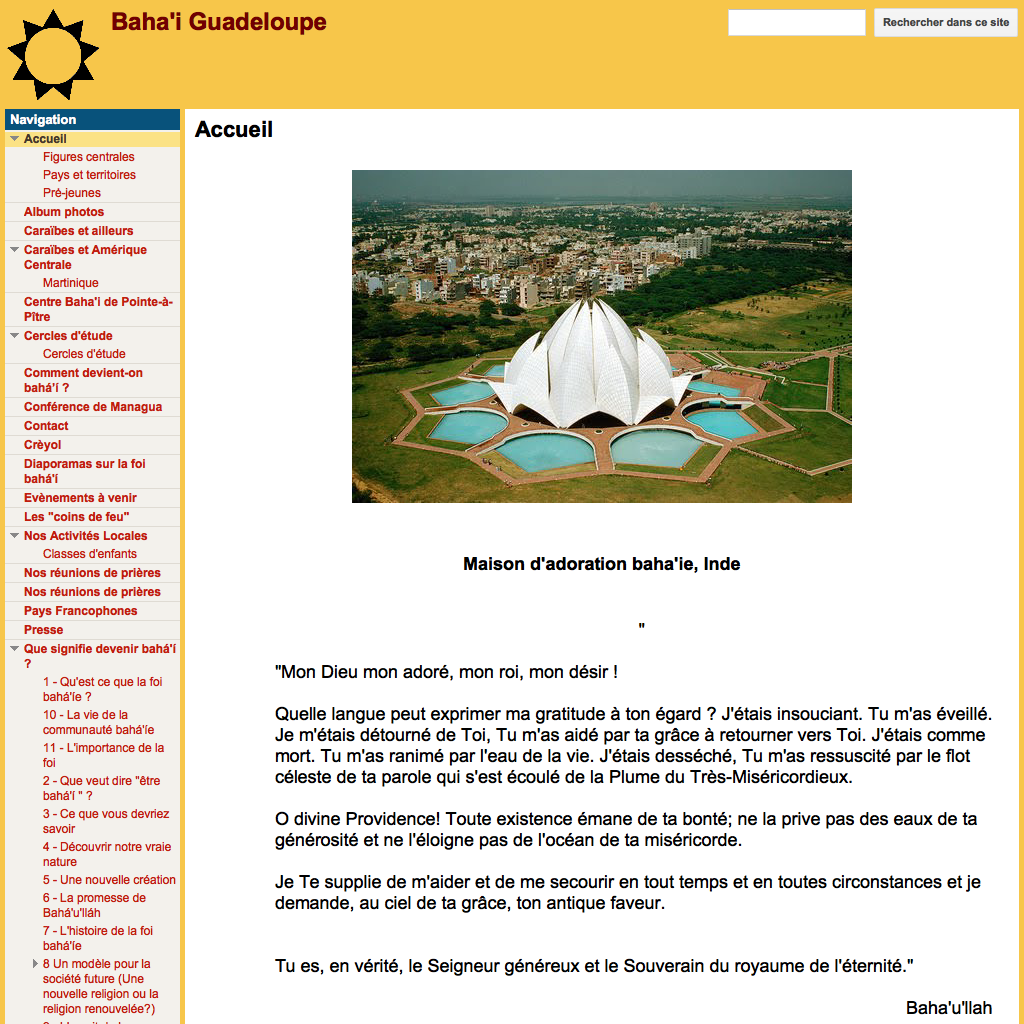 Baha'i Guadeloupe
Rechercher dans ce site
Navigation
Accueil
Figures centrales
Pays et territoires
Pré-jeunes
Album photos
Caraïbes et ailleurs
Caraïbes et Amérique
Centrale
Martinique
Centre Baha'i de Pointe-à-
Pître
Cercles d'étude
Cercles d'étude
Comment devient-on
bahá'í ?
Conférence de Managua
Contact
Crèyol
Diaporamas sur la foi
bahá'í
Evènements à venir
Les "coins de feu"
Nos Activités Locales
Classes d'enfants
Nos réunions de prières
Nos réunions de prières
Pays Francophones
Presse
Que signifie devenir bahá'í
?
1 - Qu'est ce que la foi
bahá'íe ?
10 - La vie de la
communauté bahá'íe
11 - L'importance de la
foi
2 - Que veut dire "être
bahá'í " ?
3 - Ce que vous devriez
savoir
4 - Découvrir notre vraie
nature
5 - Une nouvelle création
6 - La promesse de
Bahá'u'lláh
7 - L'histoire de la foi
bahá'íe
8 Un modèle pour la
société future (Une
nouvelle religion ou la
religion renouvelée?)
Accueil
Maison d'adoration baha'ie, Inde
"
"Mon Dieu mon adoré, mon roi, mon désir !
Quelle langue peut exprimer ma gratitude à ton égard ? J'étais insouciant. Tu m'as éveillé.
Je m'étais détourné de Toi, Tu m'as aidé par ta grâce à retourner vers Toi. J'étais comme
mort. Tu m'as ranimé par l'eau de la vie. J'étais desséché, Tu m'as ressuscité par le flot
céleste de ta parole qui s'est écoulé de la Plume du Très-Miséricordieux.
O divine Providence! Toute existence émane de ta bonté; ne la prive pas des eaux de ta
générosité et ne l'éloigne pas de l'océan de ta miséricorde.
Je Te supplie de m'aider et de me secourir en tout temps et en toutes circonstances et je
demande, au ciel de ta grâce, ton antique faveur.
Tu es, en vérité, le Seigneur généreux et le Souverain du royaume de l'éternité."
Baha'u'llah